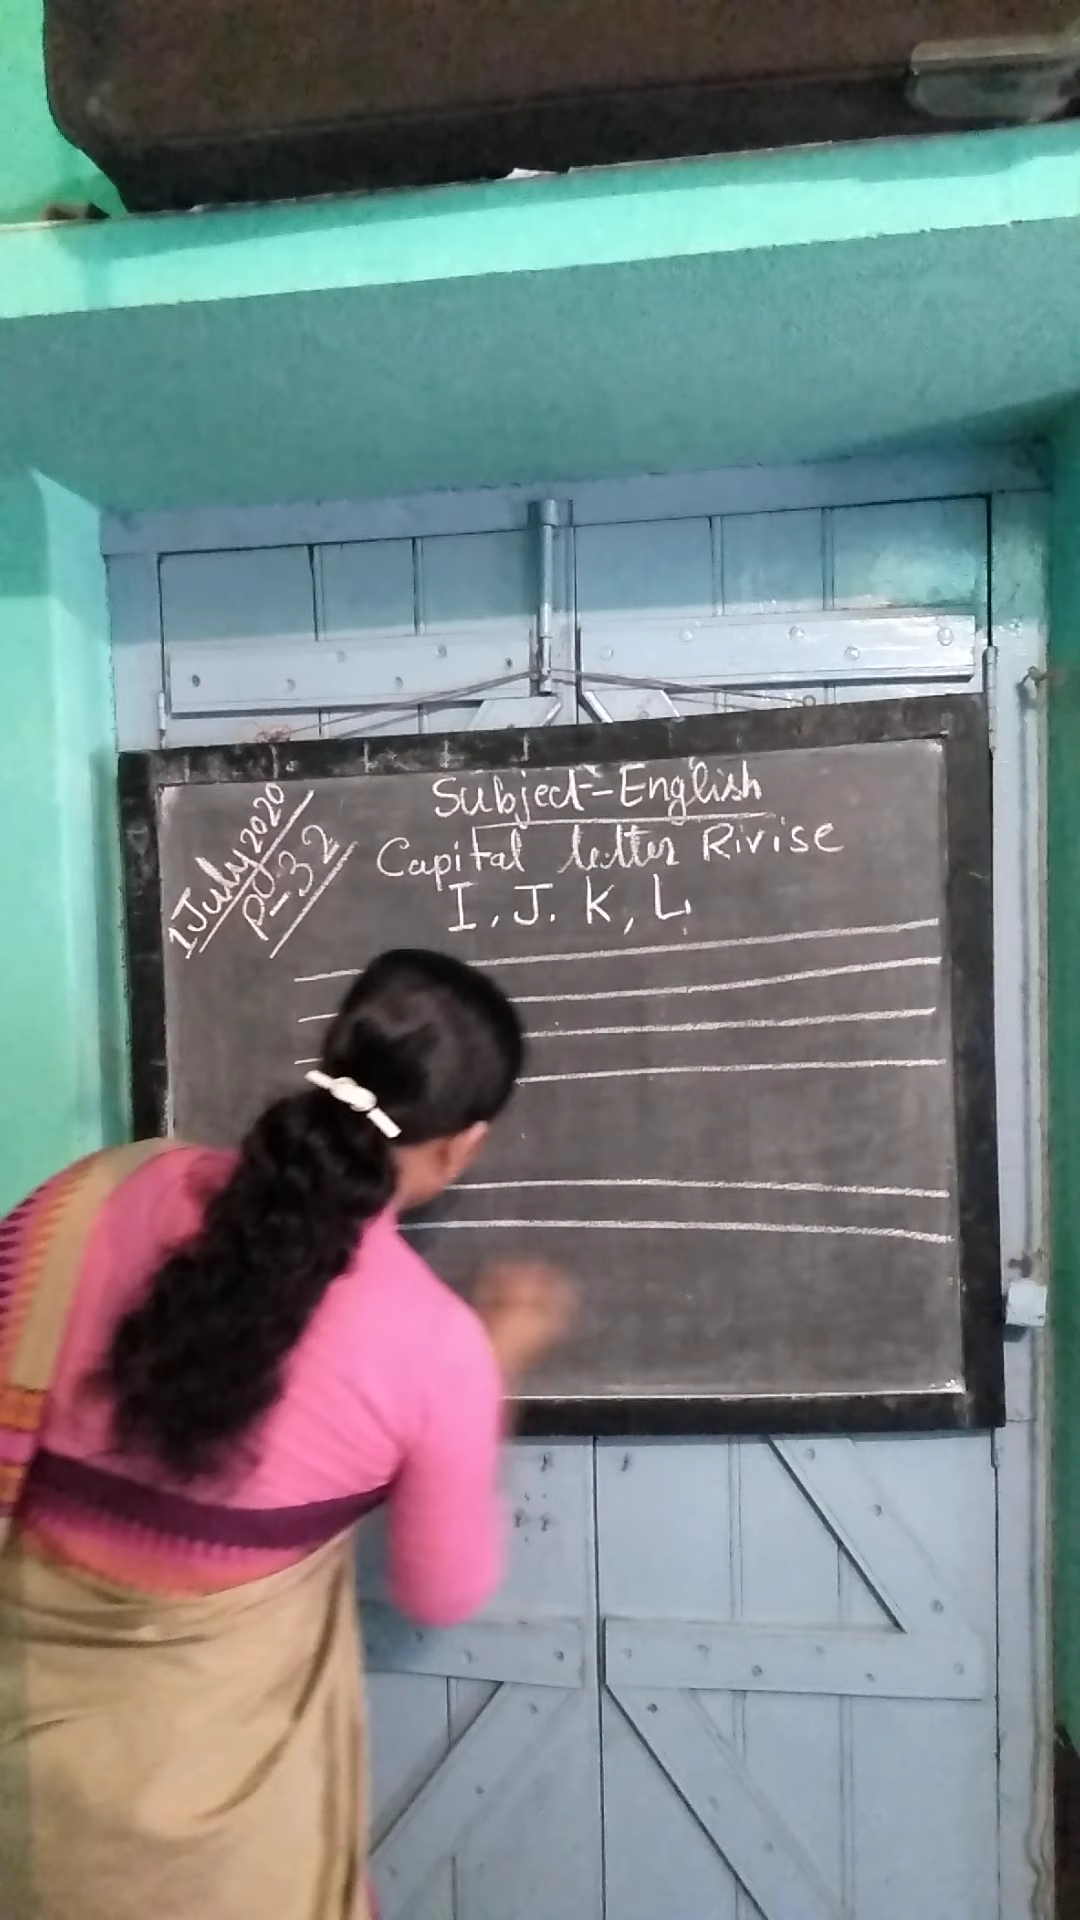 1 July 2020
P-32
Subject-English
Capital letter Rivise
I, J. K, L,